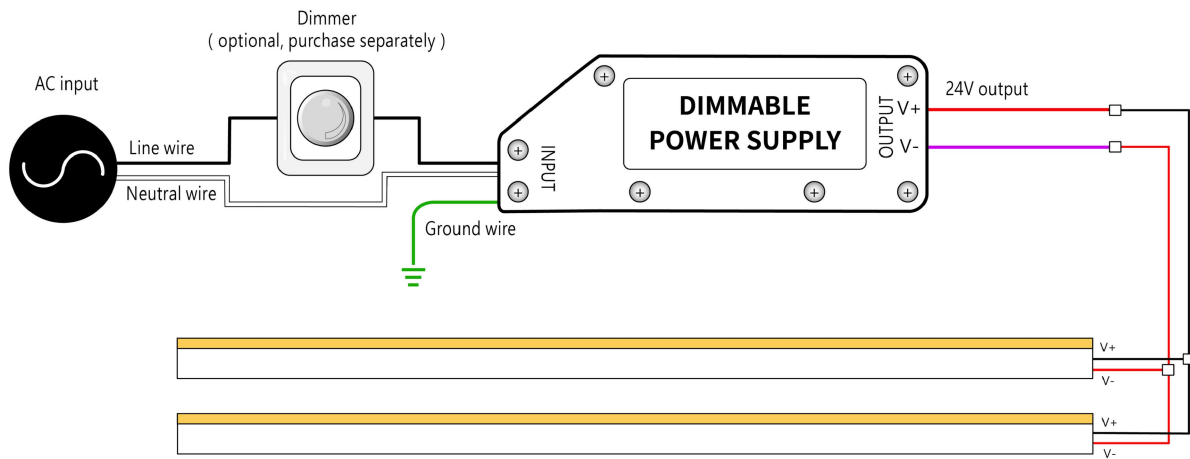 Dimmer
( optional, purchase separately )
AC input
Line wire
Neutral wire
Ground wire
INPUT
DIMMABLE
POWER SUPPLY
OUTPUT
V+
V-
24V output
V+
V-
V+
V-